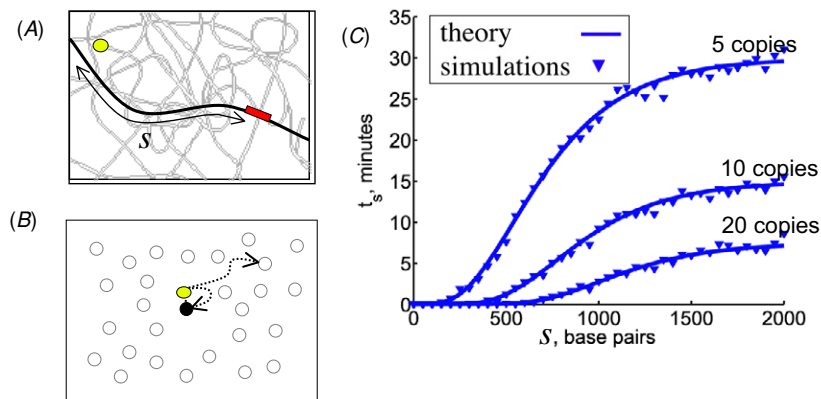 (A)
S
(B)
(C)
theory
simulations
5 copies
10 copies
20 copies
t_s, minutes
35
30
25
20
15
10
5
0
0
500
1000
1500
2000
S, base pairs